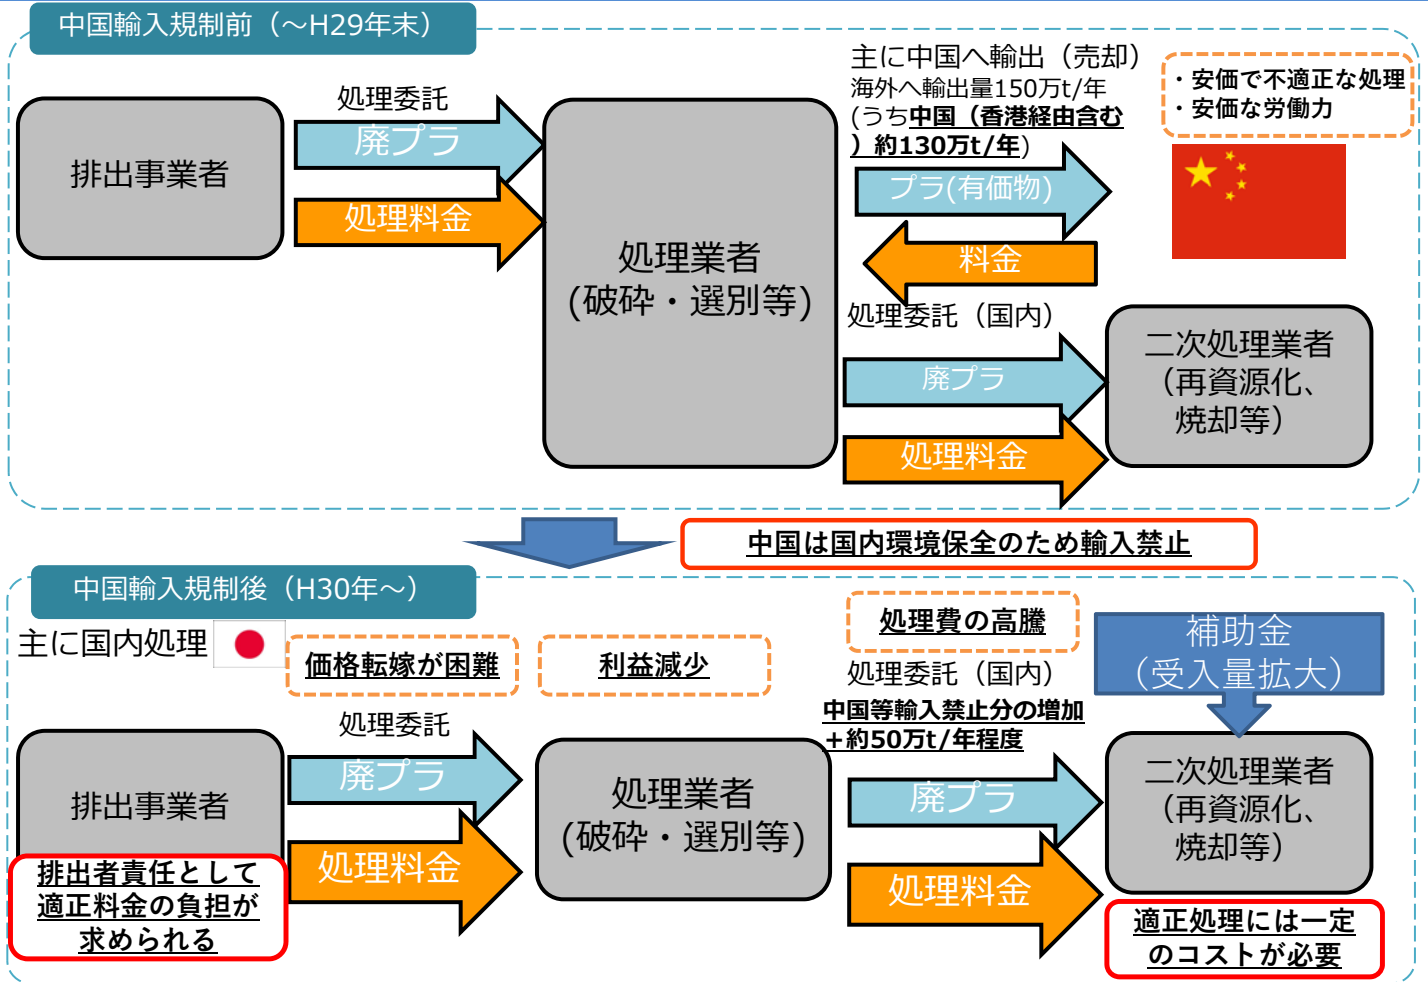 中国輸入規制前（～H29年末）
主に中国へ輸出（売却）
海外へ輸出量150万t/年
(うち中国（香港経由含む
）約130万t/年)
・安価で不適正な処理
・安価な労働力
処理委託
廃プラ
処理料金
排出事業者
処理業者
(破砕・選別等)
プラ(有価物)
料金
処理委託（国内）
廃プラ
処理料金
二次処理業者
（再資源化、
焼却等）
中国は国内環境保全のため輸入禁止
中国輸入規制後（H30年～）
主に国内処理
価格転嫁が困難
利益減少
処理費の高騰
補助金
（受入量拡大）
処理委託
処理委託（国内）
中国等輸入禁止分の増加
＋約50万t/年程度
排出事業者
廃プラ
処理料金
処理業者
(破砕・選別等)
廃プラ
処理料金
二次処理業者
（再資源化、
焼却等）
排出者責任として
適正料金の負担が
求められる
適正処理には一定
のコストが必要